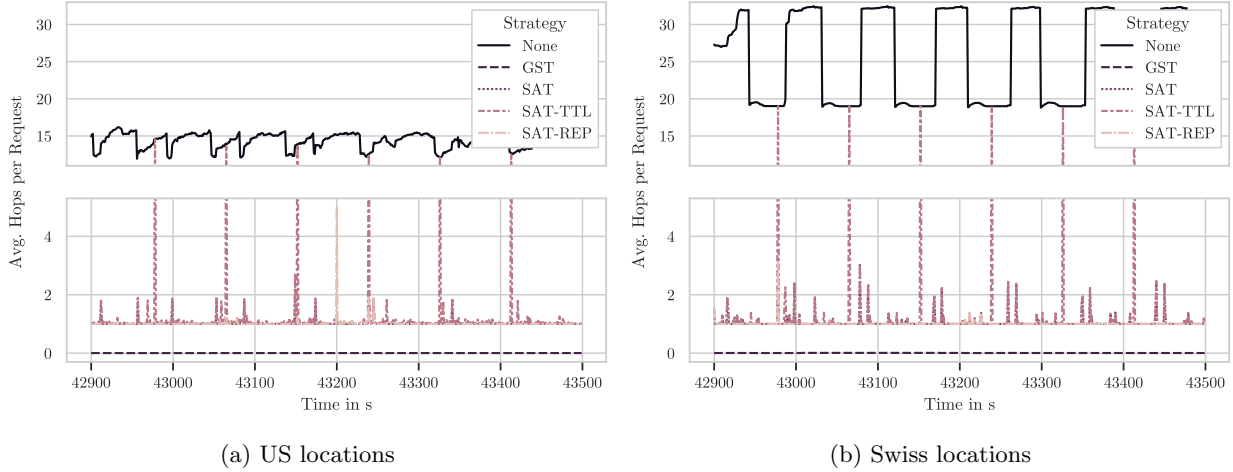 Avg. Hops per Request
30
25
20
15
4
2
0
Strategy
None
GST
SAT
SAT-TTL
SAT-REP
42900
43000
43100
43200
43300
43400
43500
Time in s
(a) US locations
Avg. Hops per Request
30
25
20
15
4
2
0
Strategy
None
GST
SAT
SAT-TTL
SAT-REP
42900
43000
43100
43200
43300
43400
43500
Time in s
(b) Swiss locations